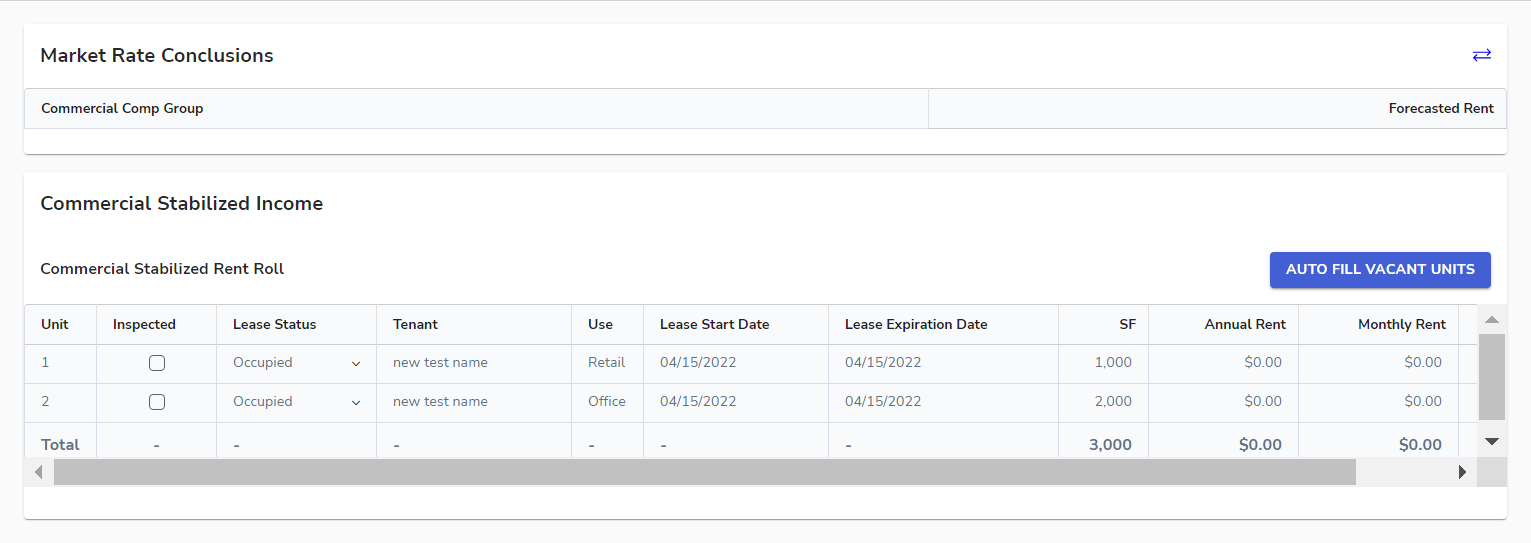 Market Rate Conclusions
Commercial Comp Group Forecasted Rent
Commercial Stabilized Income
Commercial Stabilized Rent Roll AUTO FILL VACANT UNITS
Unit Inspected Lease Status Tenant Use Lease Start Date Lease Expiration Date SF Annual Rent Monthly Rent
1 Occupied new test name Retail 04/15/2022 04/15/2022 1,000 $0.00 $0.00
2 Occupied new test name Office 04/15/2022 04/15/2022 2,000 $0.00 $0.00
Total - - - - - - 3,000 $0.00 $0.00